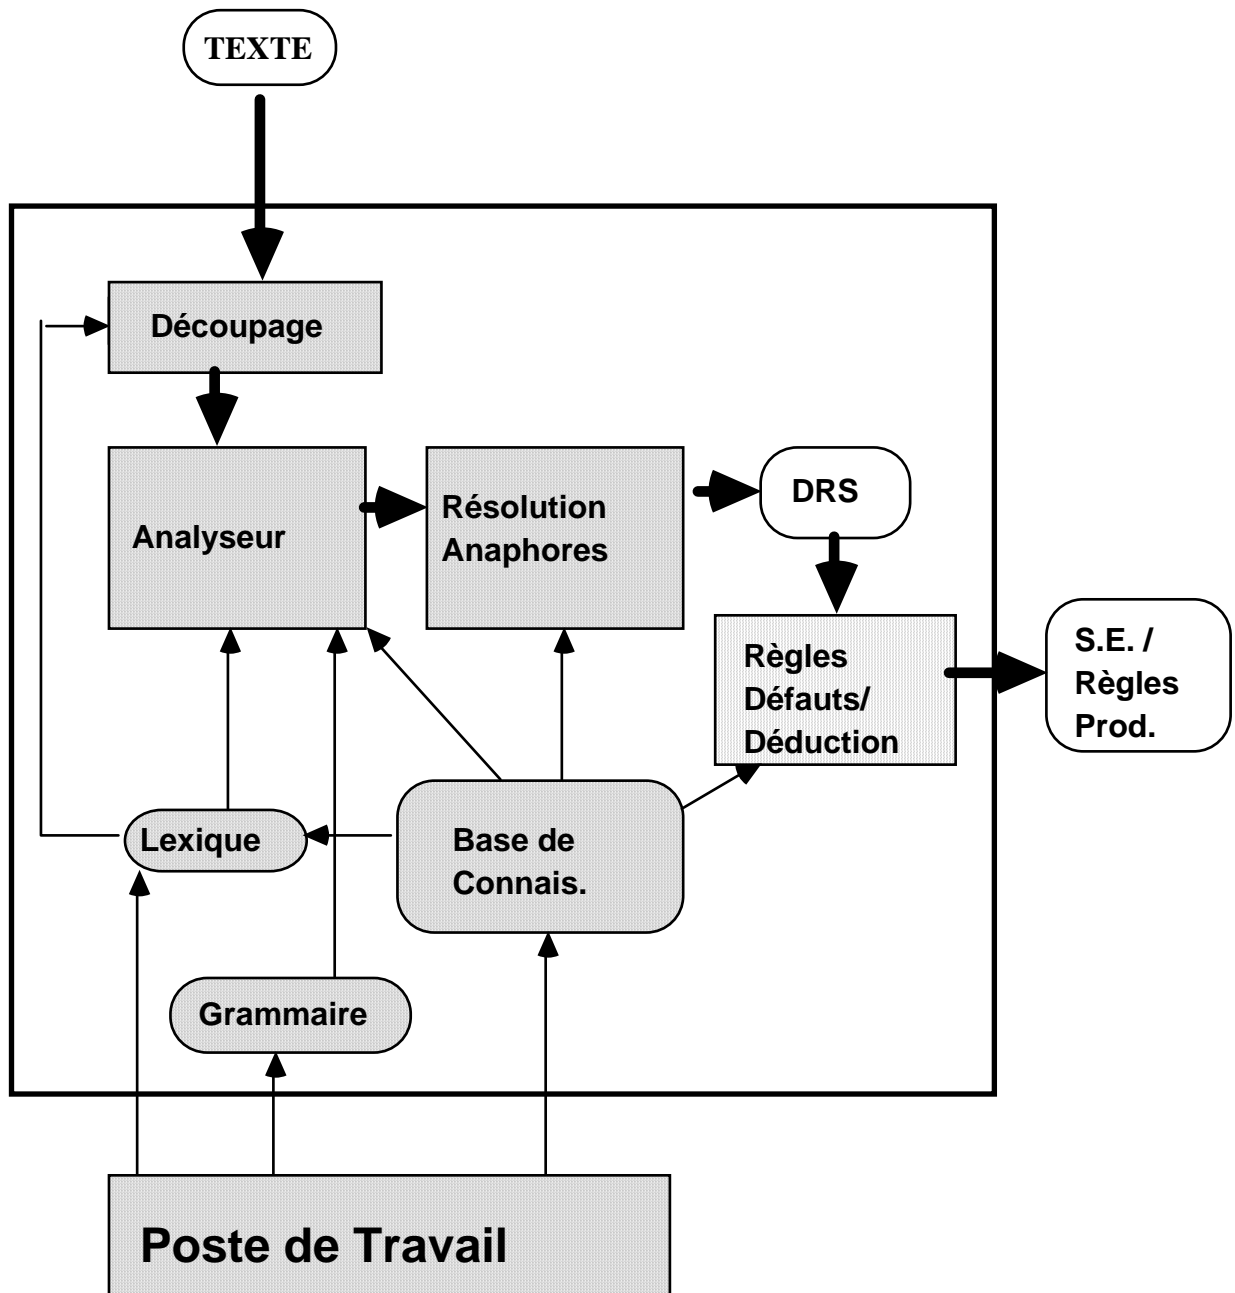 TEXTE
Découpage
Analyseur
Résolution
Anaphores
DRS
Règles
Défauts/
Déduction
S.E. /
Règles
Prod.
Lexique
Base de
Connais.
Grammaire
Poste de Travail